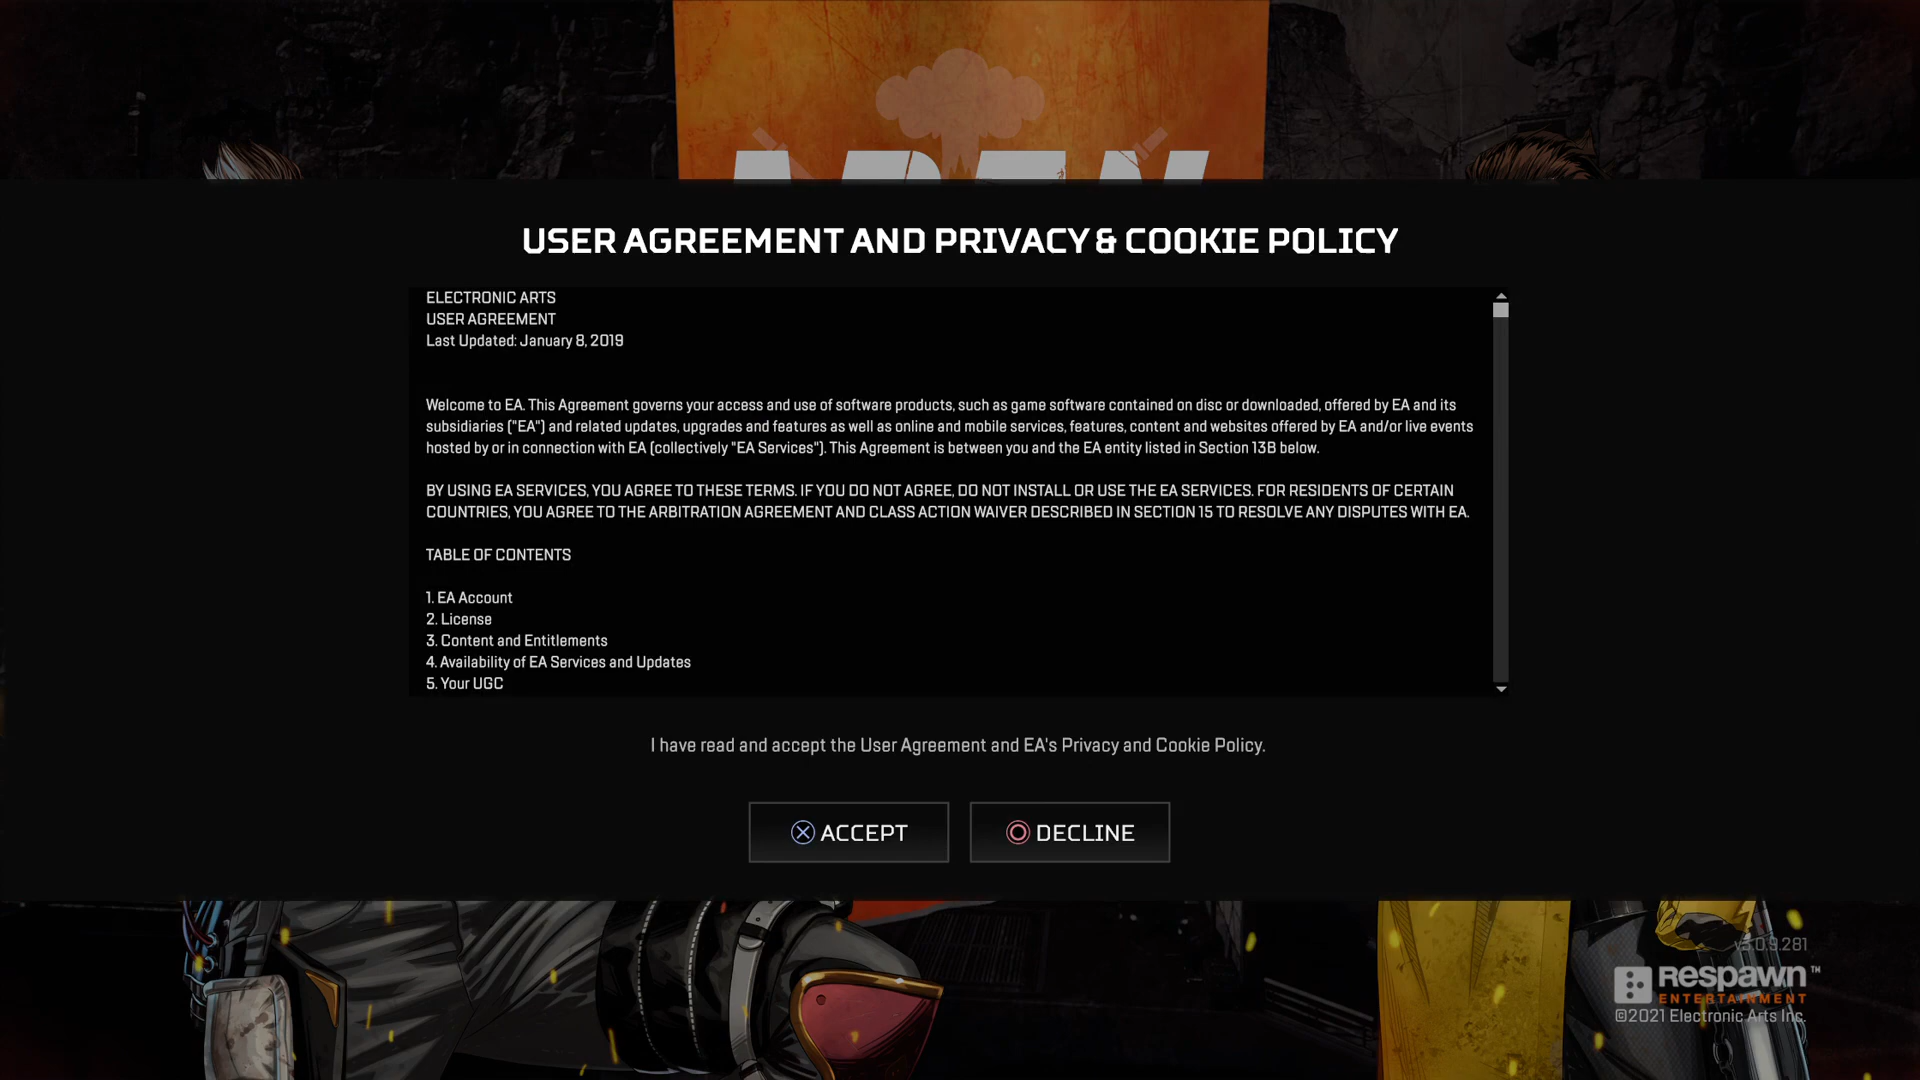 APEX
USER AGREEMENT AND PRIVACY & COOKIE POLICY
ELECTRONIC ARTS
USER AGREEMENT
Last Updated: January 8, 2019
Welcome to EA. This Agreement governs your access and use of software products, such as game software contained on disc or downloaded, offered by EA and its
subsidiaries ("EA") and related updates, upgrades and features as well as online and mobile services, features, content and websites offered by EA and/or live events
hosted by or in connection with EA (collectively "EA Services"). This Agreement is between you and the EA entity listed in Section 13B below.
BY USING EA SERVICES, YOU AGREE TO THESE TERMS. IF YOU DO NOT AGREE, DO NOT INSTALL OR USE THE EA SERVICES. FOR RESIDENTS OF CERTAIN
COUNTRIES, YOU AGREE TO THE ARBITRATION AGREEMENT AND CLASS ACTION WAIVER DESCRIBED IN SECTION 15 TO RESOLVE ANY DISPUTES WITH EA.
TABLE OF CONTENTS
1. EA Account
2. License
3. Content and Entitlements
4. Availability of EA Services and Updates
5. Your UGC
I have read and accept the User Agreement and EA's Privacy and Cookie Policy.
ACCEPT
DECLINE
v3.0.9.281
Respawn™
ENTERTAINMENT
©2021 Electronic Arts Inc.